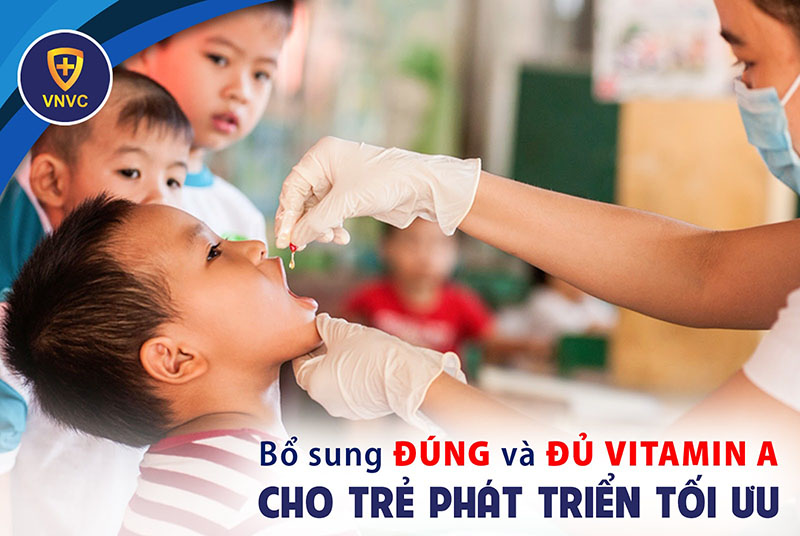 VNVC
Bổ sung ĐÚNG và ĐỦ VITAMIN A
CHO TRẺ PHÁT TRIỂN TỐI ƯU